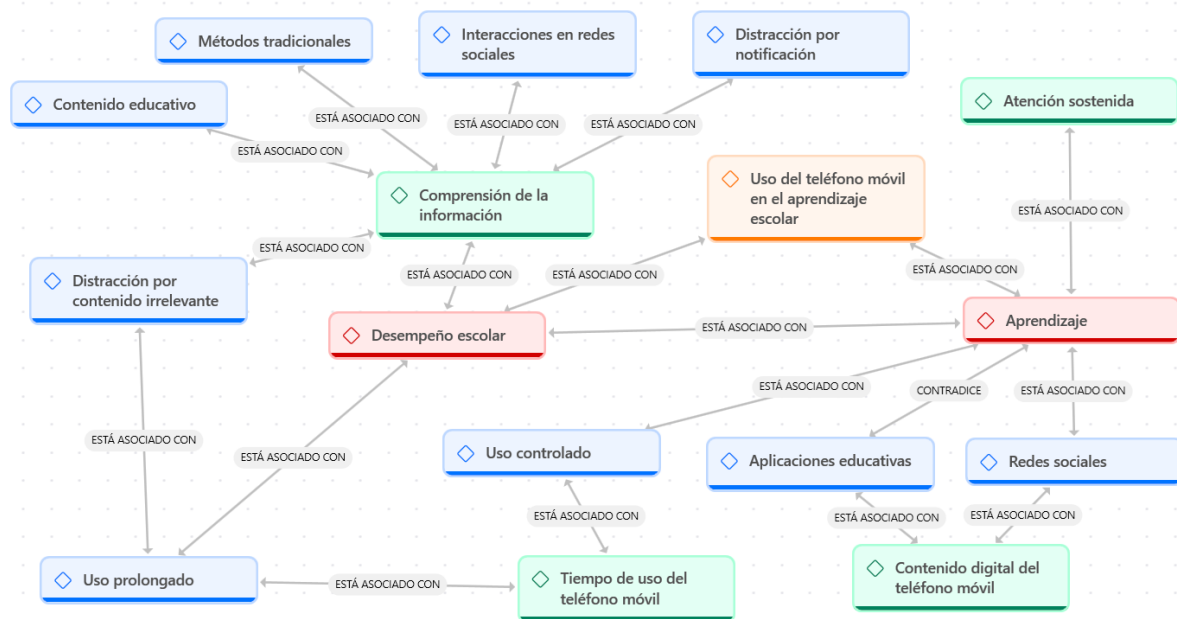 Métodos tradicionales
Interacciones en redes
sociales
Distracción por
notificación
Contenido educativo
Atención sostenida
ESTÁ ASOCIADO CON
ESTÁ ASOCIADO CON
ESTÁ ASOCIADO CON
ESTÁ ASOCIADO CON
Comprensión de la
información
Uso del teléfono móvil
en el aprendizaje
escolar
ESTÁ ASOCIADO CON
ESTÁ ASOCIADO CON
ESTÁ ASOCIADO CON
ESTÁ ASOCIADO CON
ESTÁ ASOCIADO CON
Distracción por
contenido irrelevante
Desempeño escolar
ESTÁ ASOCIADO CON
Aprendizaje
ESTÁ ASOCIADO CON
CONTRADICE
ESTÁ ASOCIADO CON
ESTÁ ASOCIADO CON
ESTÁ ASOCIADO CON
Uso controlado
Aplicaciones educativas
Redes sociales
ESTÁ ASOCIADO CON
ESTÁ ASOCIADO CON
ESTÁ ASOCIADO CON
Uso prolongado
ESTÁ ASOCIADO CON
Tiempo de uso del
teléfono móvil
Contenido digital del
teléfono móvil